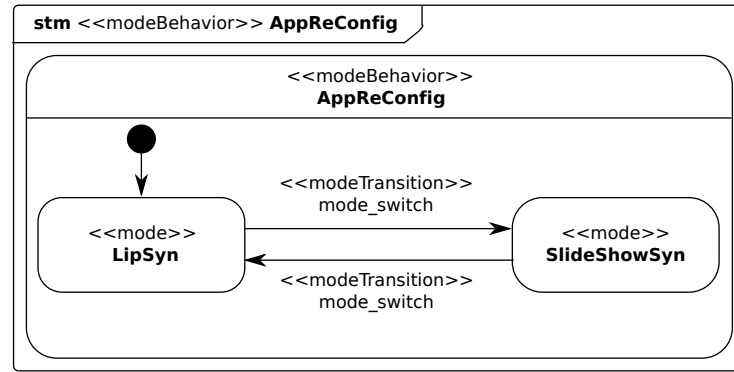 stm <<modeBehavior>> AppReConfig
<<modeBehavior>>
AppReConfig
<<modeTransition>>
mode_switch
<<mode>>
LipSyn
<<mode>>
SlideShowSyn
<<modeTransition>>
mode_switch